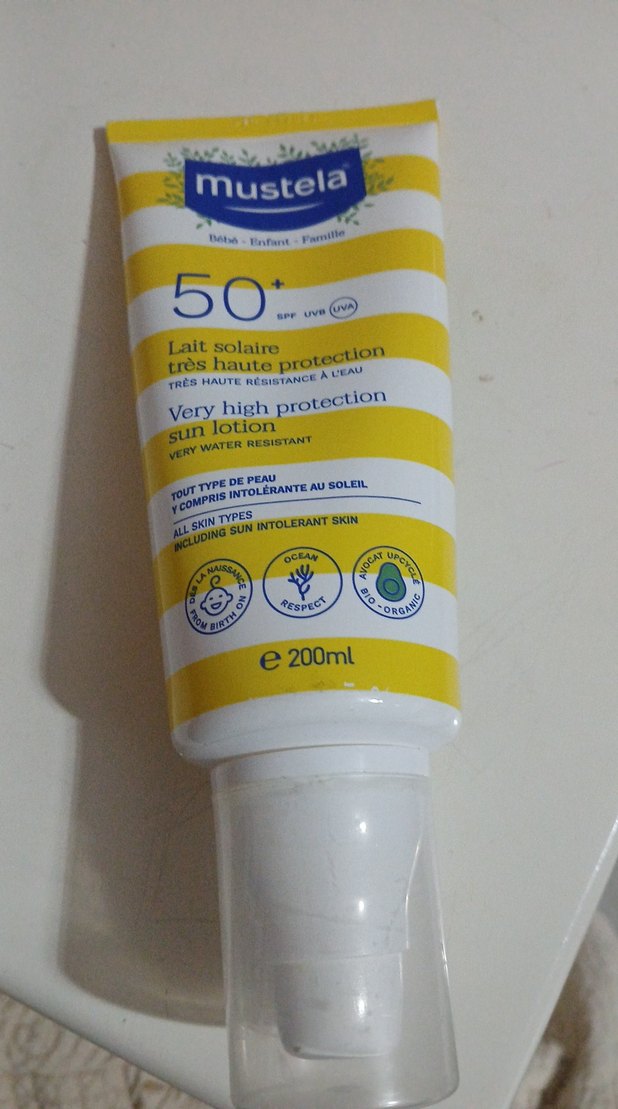 mustela
Bébé - Enfant - Famille
50+
SPF UVB UVA
Lait solaire
très haute protection
TRÈS HAUTE RÉSISTANCE À L'EAU
Very high protection
sun lotion
VERY WATER RESISTANT
TOUT TYPE DE PEAU
Y COMPRIS INTOLÉRANTE AU SOLEIL
ALL SKIN TYPES
INCLUDING SUN INTOLERANT SKIN
DÈS LA NAISSANCE
FROM BIRTH ON
OCEAN
RESPECT
AVOCAT UPCYCLÉ
BIO - ORGANIC
e 200ml